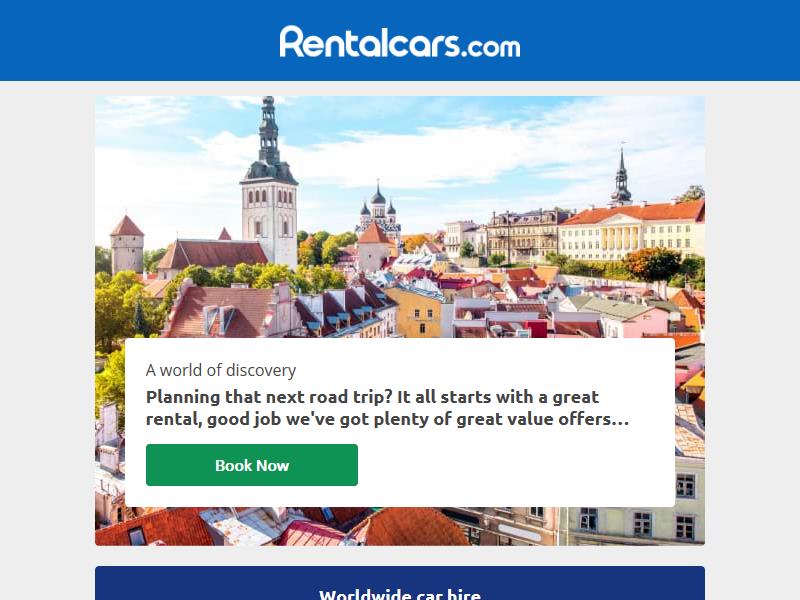 Rentalcars.com
A world of discovery
Planning that next road trip? It all starts with a great
rental, good job we've got plenty of great value offers...
Book Now
Worldwide car hire